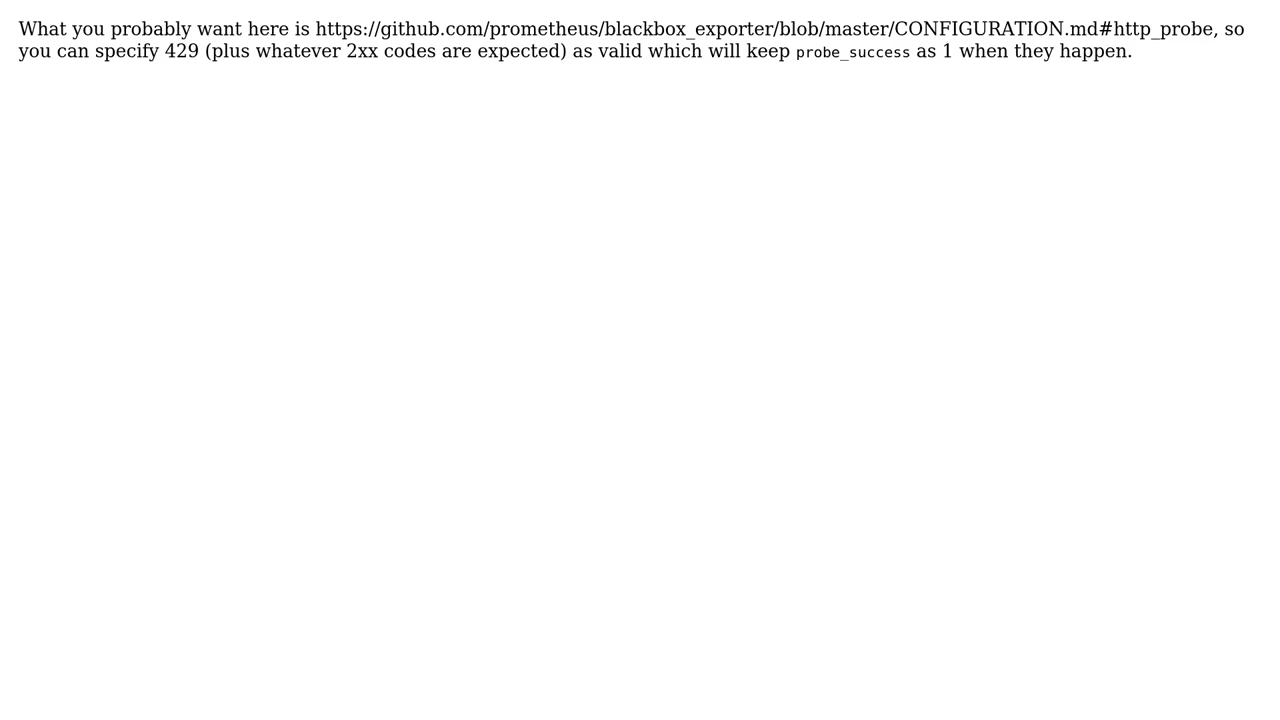 What you probably want here is https://github.com/prometheus/blackbox_exporter/blob/master/CONFIGURATION.md#http_probe, so
you can specify 429 (plus whatever 2xx codes are expected) as valid which will keep probe_success as 1 when they happen.